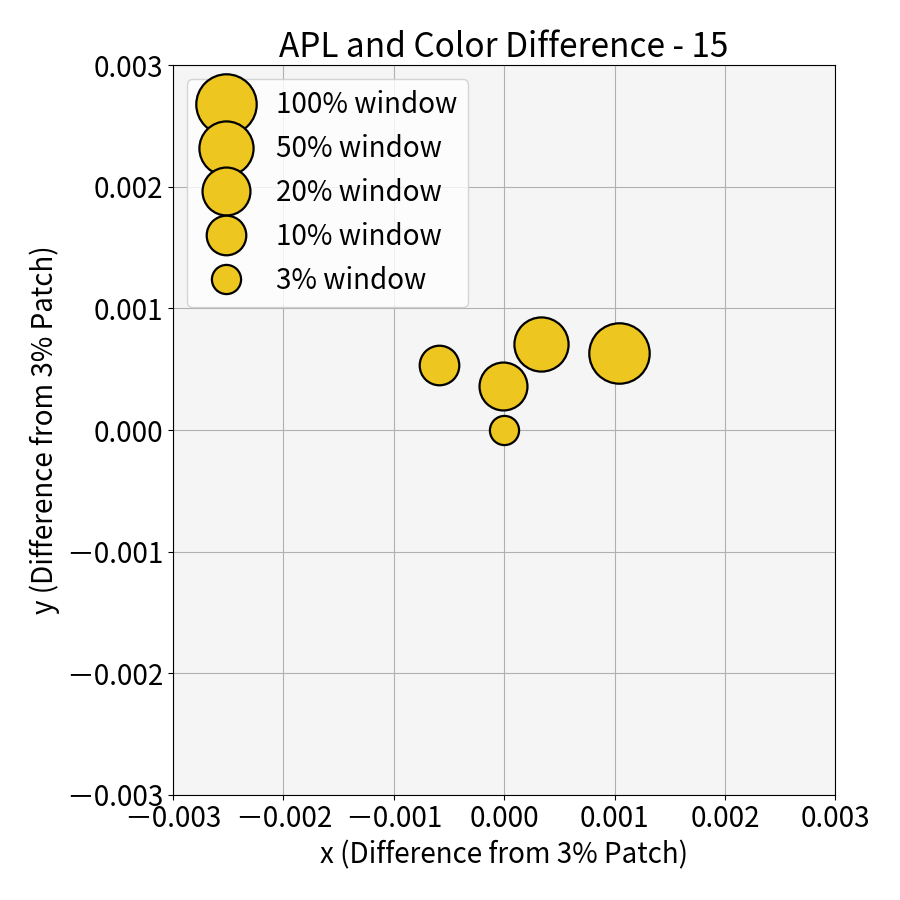 APL and Color Difference - 15
100% window
50% window
20% window
10% window
3% window
0.003
0.002
0.001
0.000
−0.001
−0.002
−0.003
y (Difference from 3% Patch)
−0.003 −0.002 −0.001 0.000 0.001 0.002 0.003
x (Difference from 3% Patch)